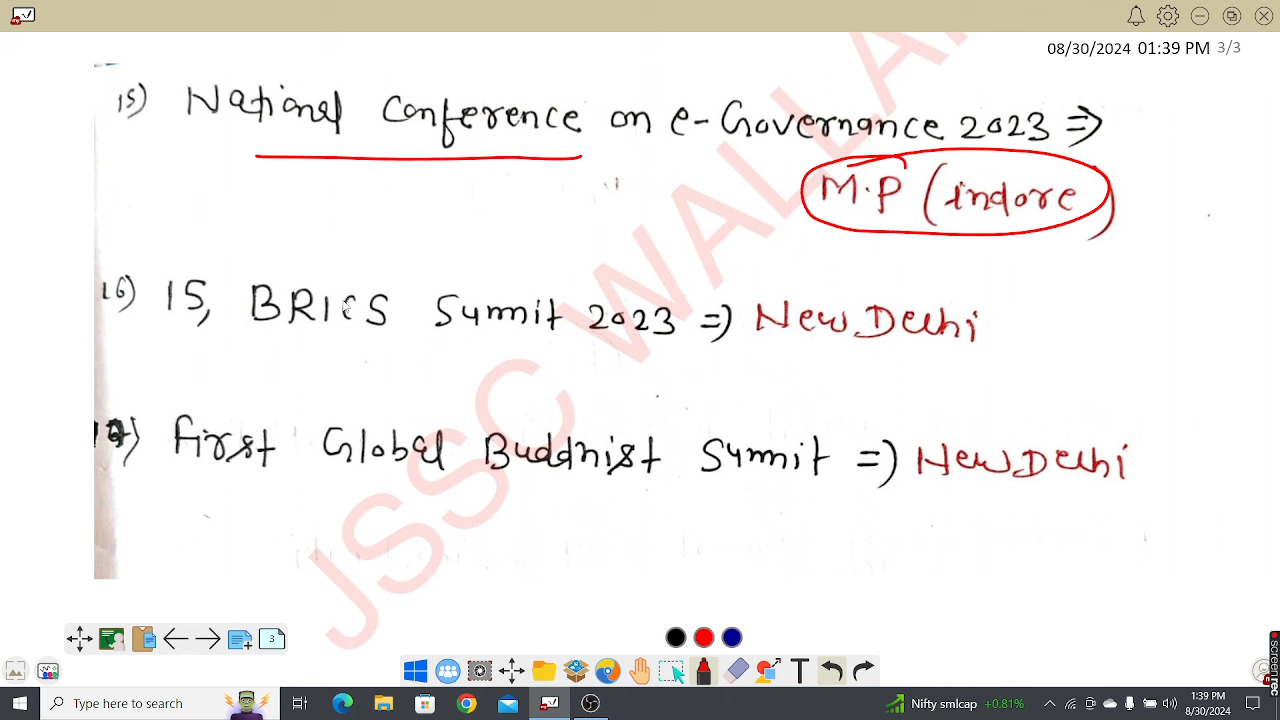 08/30/2024 01:39 PM 3/3
15) National Conference on e-Governance 2023 ⇒
M.P (indore)
16) 15, BRICS Summit 2023 ⇒ New Delhi
17) First Global Buddhist Summit ⇒ New Delhi
JSSC WALLAH
3
T
Type here to search
Nifty smlcap +0.81%
1:39 PM
8/30/2024